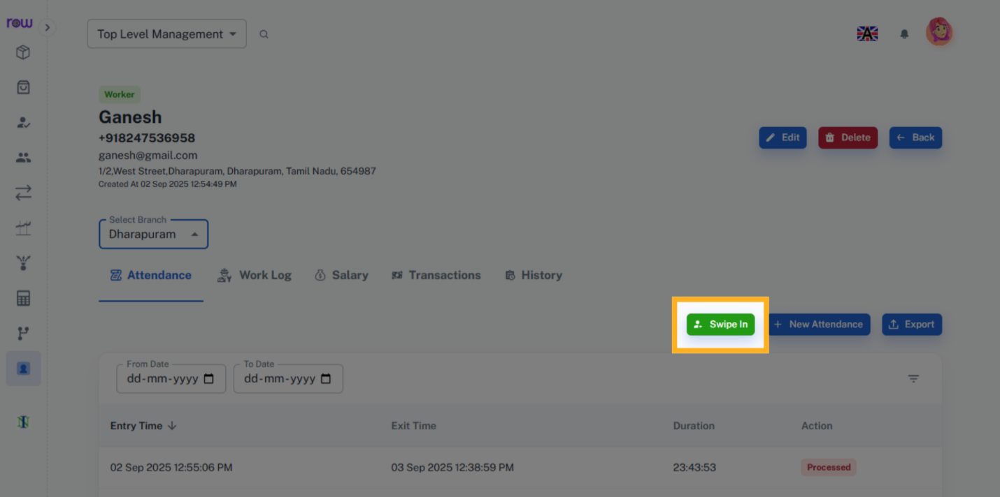 row
Top Level Management
A
Worker
Ganesh
+918247536958
ganesh@gmail.com
1/2,West Street,Dharapuram, Dharapuram, Tamil Nadu, 654987
Created At 02 Sep 2025 12:54:49 PM
Edit Delete Back
Select Branch
Dharapuram
Attendance Work Log Salary Transactions History
Swipe In + New Attendance Export
From Date To Date
dd-mm-yyyy dd-mm-yyyy
Entry Time Exit Time Duration Action
02 Sep 2025 12:55:06 PM 03 Sep 2025 12:38:59 PM 23:43:53 Processed